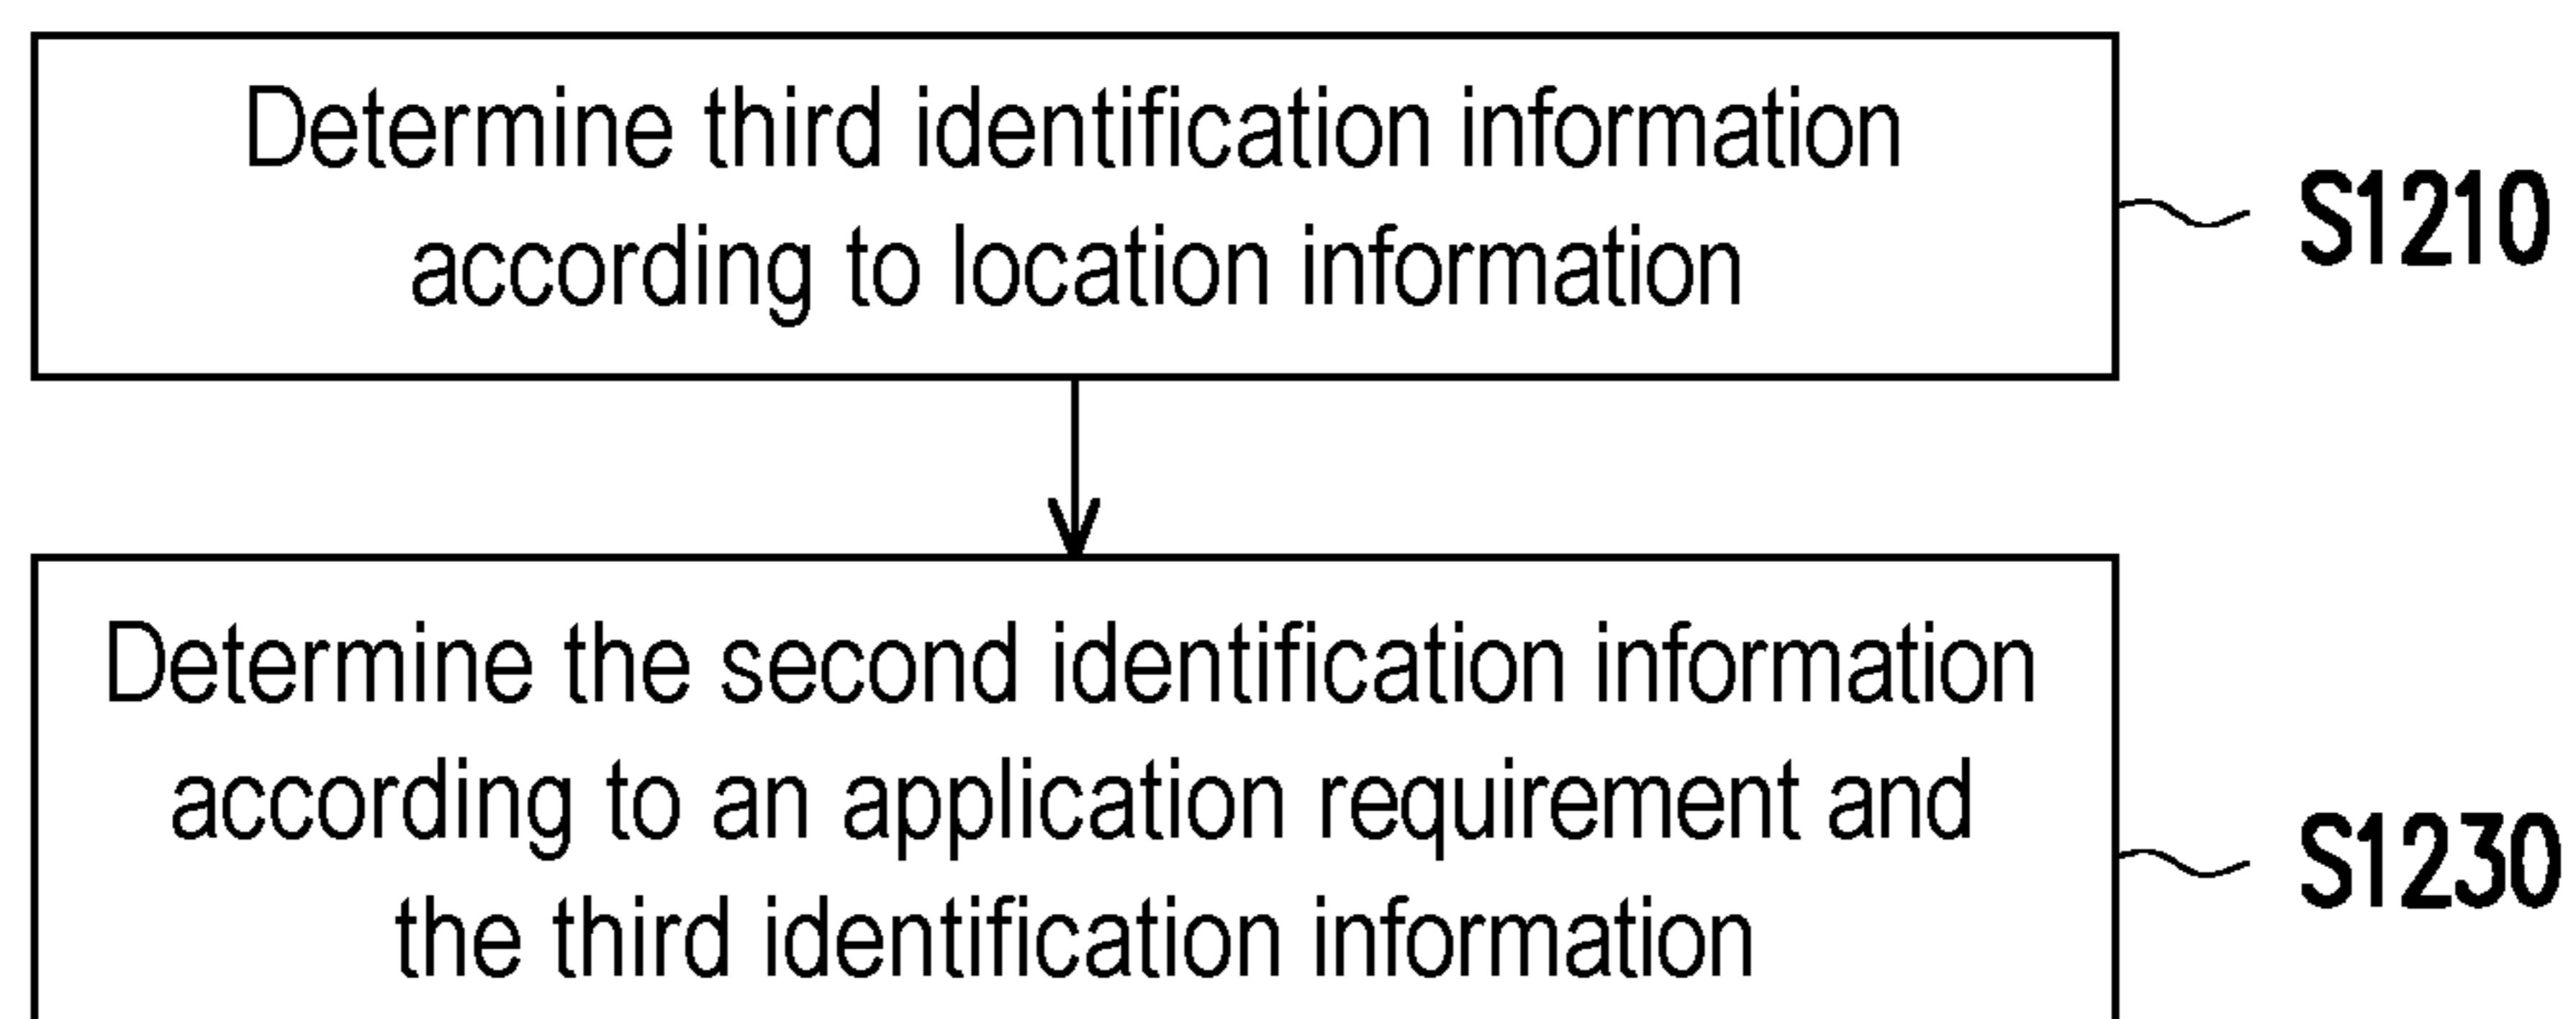 Determine third identification information
according to location information
S1210
Determine the second identification information
according to an application requirement and
the third identification information
S1230